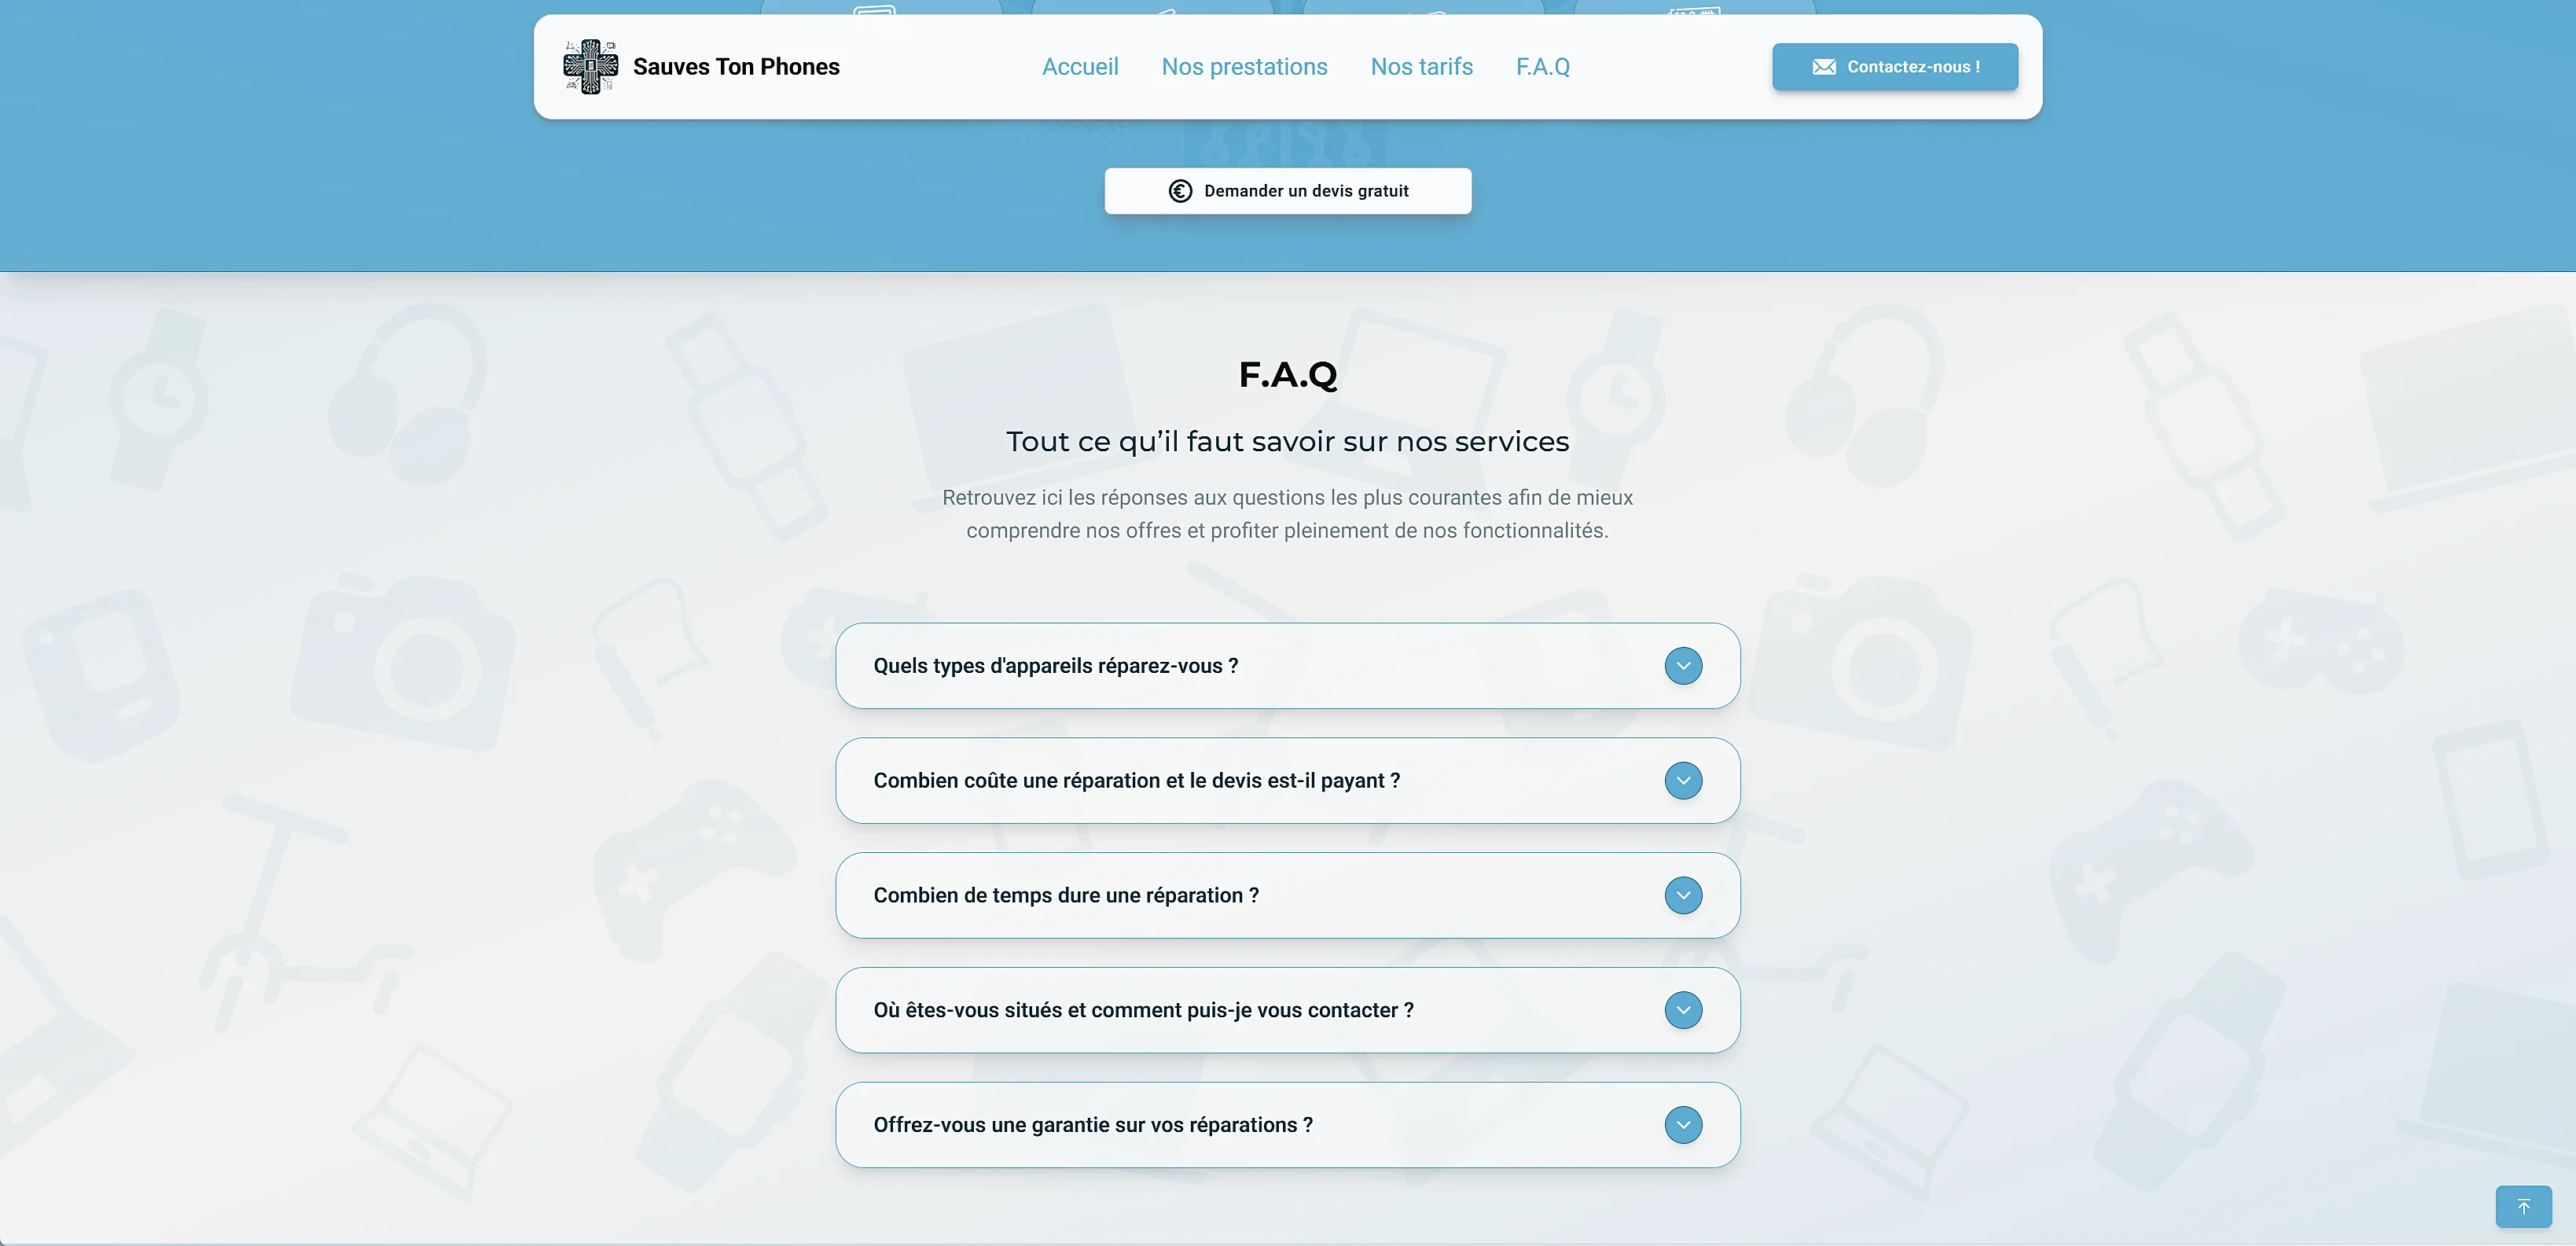 Sauves Ton Phones
Accueil
Nos prestations
Nos tarifs
F.A.Q
Contactez-nous !
Demander un devis gratuit
F.A.Q
Tout ce qu’il faut savoir sur nos services
Retrouvez ici les réponses aux questions les plus courantes afin de mieux
comprendre nos offres et profiter pleinement de nos fonctionnalités.
Quels types d'appareils réparez-vous ?
Combien coûte une réparation et le devis est-il payant ?
Combien de temps dure une réparation ?
Où êtes-vous situés et comment puis-je vous contacter ?
Offrez-vous une garantie sur vos réparations ?